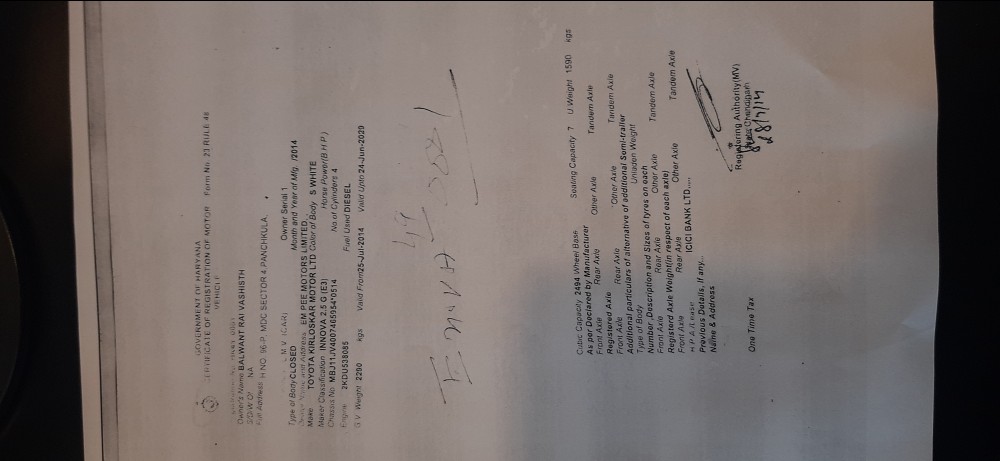 GOVERNMENT OF HARYANA
CERTIFICATE OF REGISTRATION OF MOTOR Form No. 23 RULE 48
VEHICLE
Owner's Name BALWANT RAI VASHISTH
S/D/W Of NA
Full Address H NO. 96-P, MDC SECTOR 4, PANCHKULA,
M.V. (CAR) Owner Serial 1
Type of Body CLOSED Month and Year of Mfg. /2014
Name and Address EM PEE MOTORS LIMITED,
Make TOYOTA KIRLOSKAR MOTOR LTD Color of Body S WHITE
Maker Classification INNOVA 2.5 G (E3) Horse Power(B.H.P.)
Chassis No MBJ11JV4007465954*0514 No of Cylinders 4
Engine 2KDU538085 Fuel Used DIESEL
G V Weight 2290 kgs Valid From 25-Jul-2014 Valid Upto 24-Jun-2029
Cubic Capacity 2494 Wheel Base Seating Capacity 7 U.Weight 1590 kgs
As per Declared by Manufacturer
Front Axle Rear Axle Other Axle Tandem Axle
Registered Axle
Front Axle Rear Axle Other Axle Tandem Axle
Additional particulars of alternative of additional Semi-trailer
Type of Body Unladen Weight
Number, Description and Sizes of tyres on each
Front Axle Rear Axle Other Axle Tandem Axle
Registerd Axle Weight(in respect of each axle)
Front Axle Rear Axle Other Axle Tandem Axle
H.P.A./Lease ICICI BANK LTD.....
Previous Details, if any...
Name & Address
Registering Authority(MV)
One Time Tax